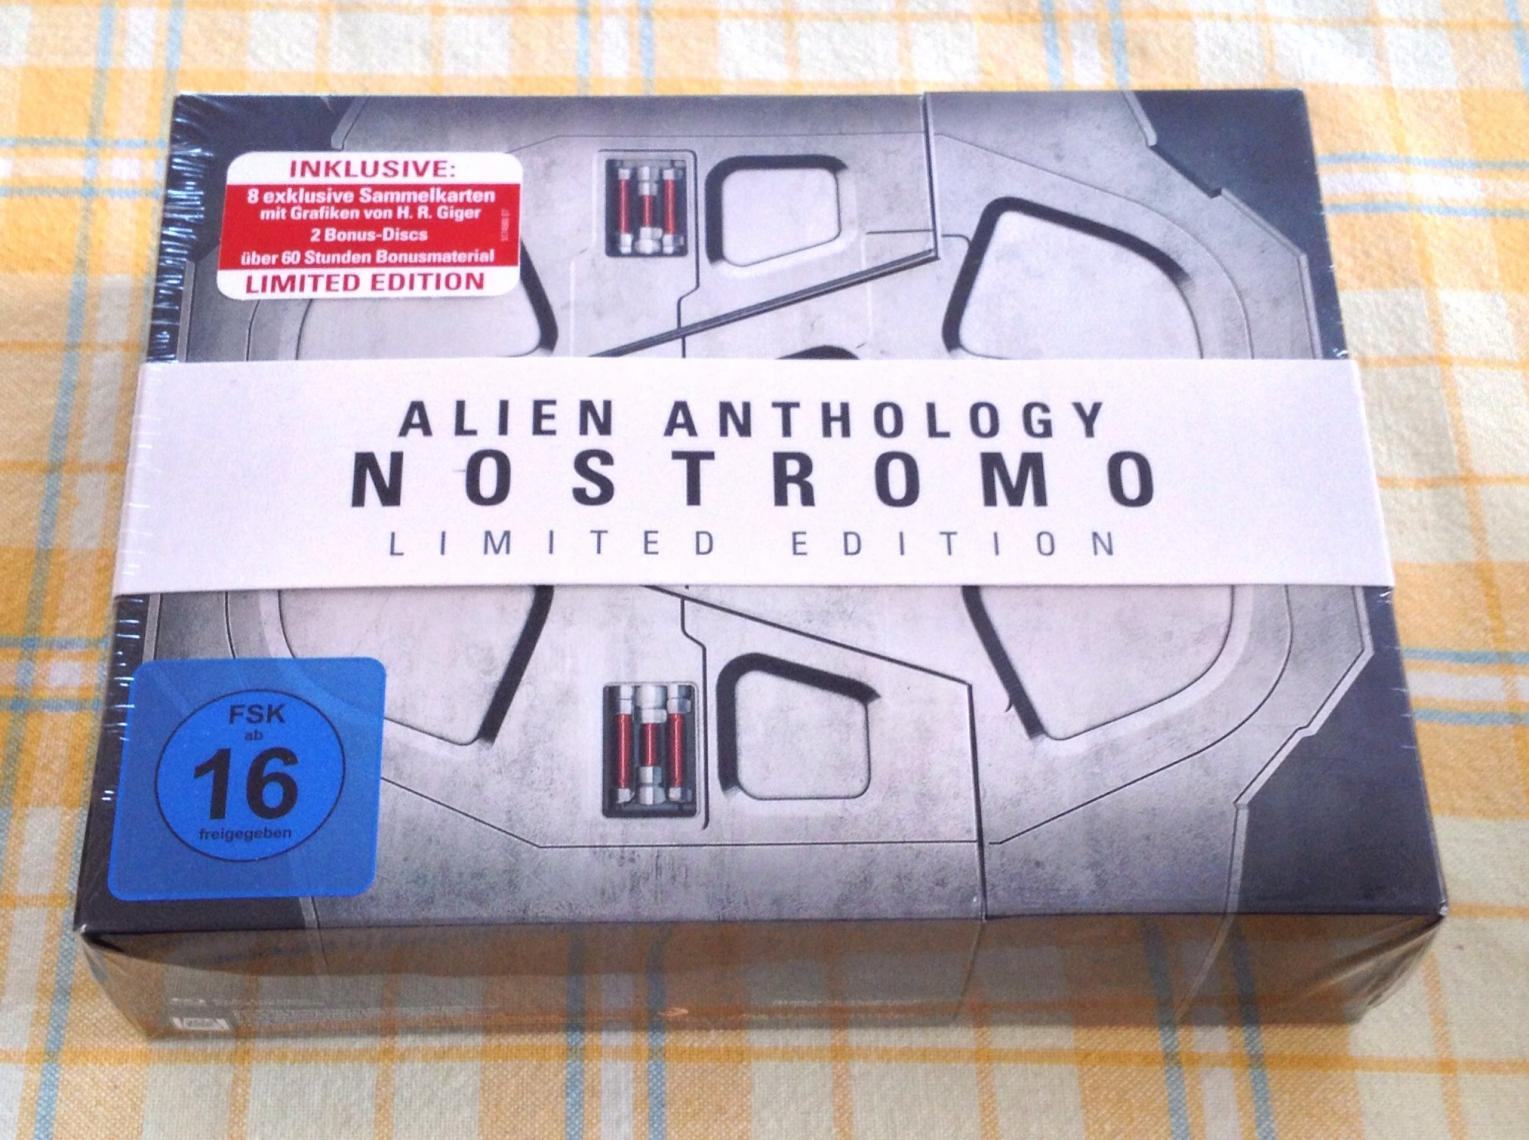 INKLUSIVE:
8 exklusive Sammelkarten
mit Grafiken von H. R. Giger
2 Bonus-Discs
über 60 Stunden Bonusmaterial
LIMITED EDITION
ALIEN ANTHOLOGY
NOSTROMO
LIMITED EDITION
FSK
ab
16
freigegeben